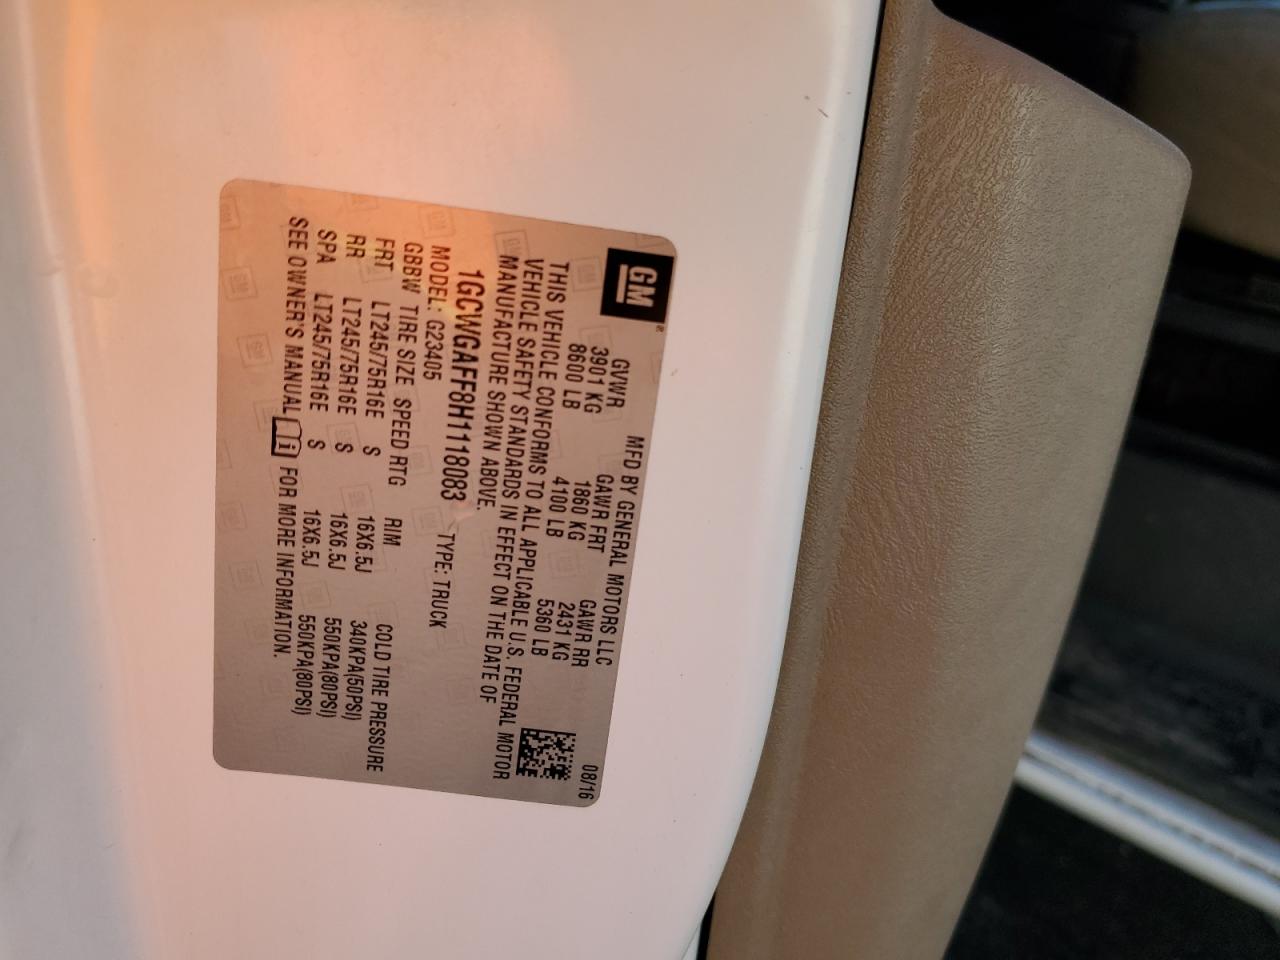 GM®
MFD BY GENERAL MOTORS LLC 08/16
GVWR GAWR FRT GAWR RR
3901 KG 1860 KG 2431 KG
8600 LB 4100 LB 5360 LB
THIS VEHICLE CONFORMS TO ALL APPLICABLE U.S. FEDERAL MOTOR
VEHICLE SAFETY STANDARDS IN EFFECT ON THE DATE OF
MANUFACTURE SHOWN ABOVE.
1GCWGAFF8H1118083 TYPE: TRUCK
MODEL: G23405
GBBW TIRE SIZE SPEED RTG RIM COLD TIRE PRESSURE
FRT LT245/75R16E S 16X6.5J 340KPA(50PSI)
RR LT245/75R16E S 16X6.5J 550KPA(80PSI)
SPA LT245/75R16E S 16X6.5J 550KPA(80PSI)
SEE OWNER'S MANUAL i FOR MORE INFORMATION.